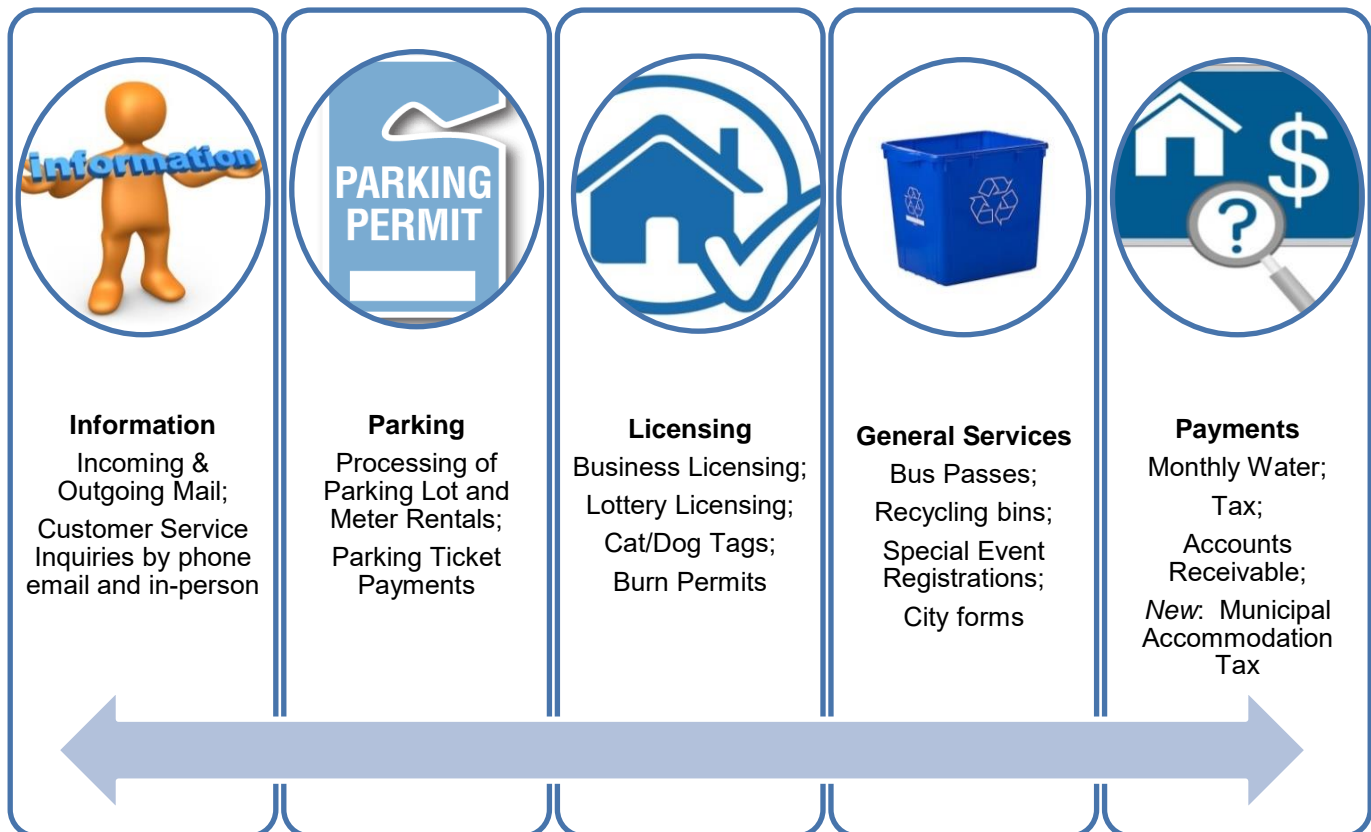 information
Information
Incoming &
Outgoing Mail;
Customer Service
Inquiries by phone
email and in-person
PARKING
PERMIT
Parking
Processing of
Parking Lot and
Meter Rentals;
Parking Ticket
Payments
Licensing
Business Licensing;
Lottery Licensing;
Cat/Dog Tags;
Burn Permits
General Services
Bus Passes;
Recycling bins;
Special Event
Registrations;
City forms
$
?
Payments
Monthly Water;
Tax;
Accounts
Receivable;
New:  Municipal
Accommodation
Tax